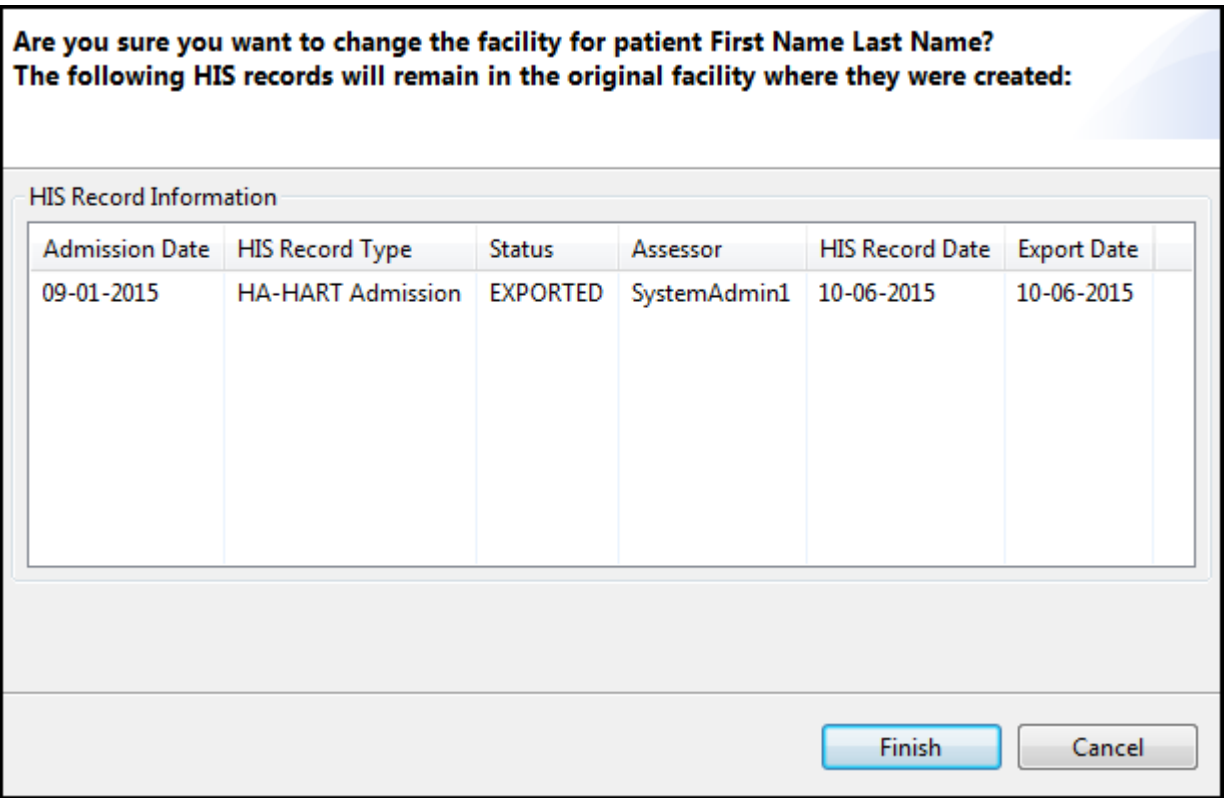 Are you sure you want to change the facility for patient First Name Last Name?
The following HIS records will remain in the original facility where they were created:
HIS Record Information
Admission Date HIS Record Type Status Assessor HIS Record Date Export Date
09-01-2015 HA-HART Admission EXPORTED SystemAdmin1 10-06-2015 10-06-2015
Finish Cancel